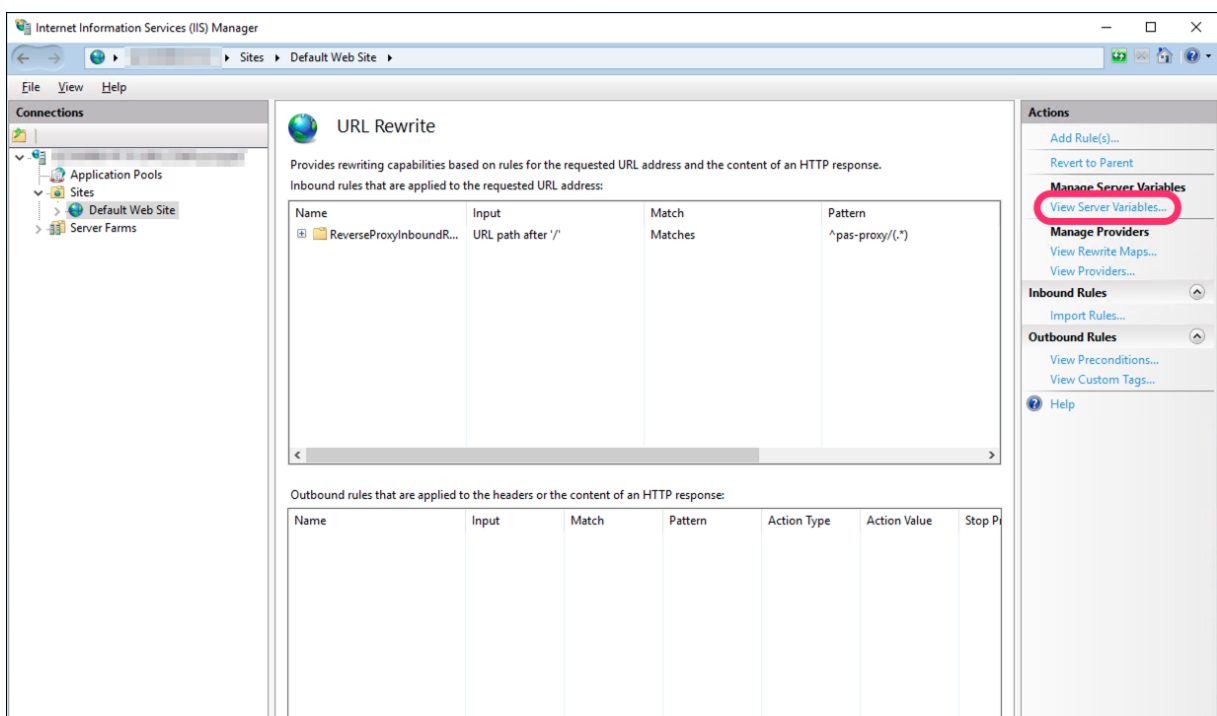 Internet Information Services (IIS) Manager
Sites Default Web Site
File View Help
Connections
Application Pools
Sites
Default Web Site
Server Farms
URL Rewrite
Provides rewriting capabilities based on rules for the requested URL address and the content of an HTTP response.
Inbound rules that are applied to the requested URL address:
Name Input Match Pattern
ReverseProxyInboundR... URL path after '/' Matches ^pas-proxy/(.*)
Outbound rules that are applied to the headers or the content of an HTTP response:
Name Input Match Pattern Action Type Action Value Stop
Actions
Add Rule(s)...
Revert to Parent
Manage Server Variables
View Server Variables...
Manage Providers
View Rewrite Maps...
View Providers...
Inbound Rules
Import Rules...
Outbound Rules
View Preconditions...
View Custom Tags...
Help